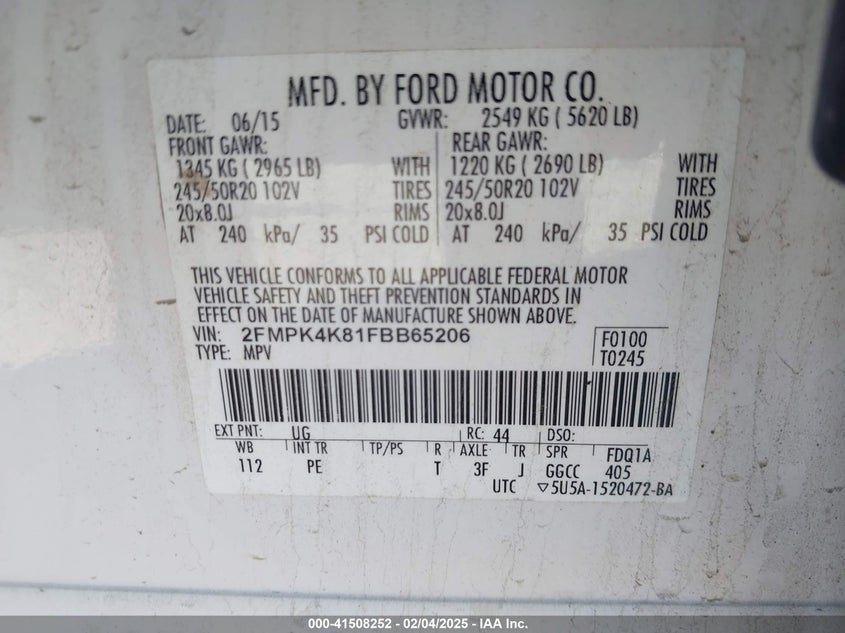 MFD. BY FORD MOTOR CO.
DATE: 06/15 GVWR: 2549 KG ( 5620 LB)
FRONT GAWR: REAR GAWR:
1345 KG ( 2965 LB) WITH 1220 KG ( 2690 LB) WITH
245/50R20 102V TIRES 245/50R20 102V TIRES
20x8.0J RIMS 20x8.0J RIMS
AT 240 kPa/ 35 PSI COLD AT 240 kPa/ 35 PSI COLD
THIS VEHICLE CONFORMS TO ALL APPLICABLE FEDERAL MOTOR
VEHICLE SAFETY AND THEFT PREVENTION STANDARDS IN
EFFECT ON THE DATE OF MANUFACTURE SHOWN ABOVE.
VIN: 2FMPK4K81FBB65206 F0100
TYPE: MPV T0245
EXT PNT: UG RC: 44 DSO:
WB INT TR TP/PS R AXLE TR SPR FDQ1A
112 PE T 3F J GGCC 405
UTC ▽5U5A-1520472-BA
000-41508252 - 02/04/2025 - IAA Inc.